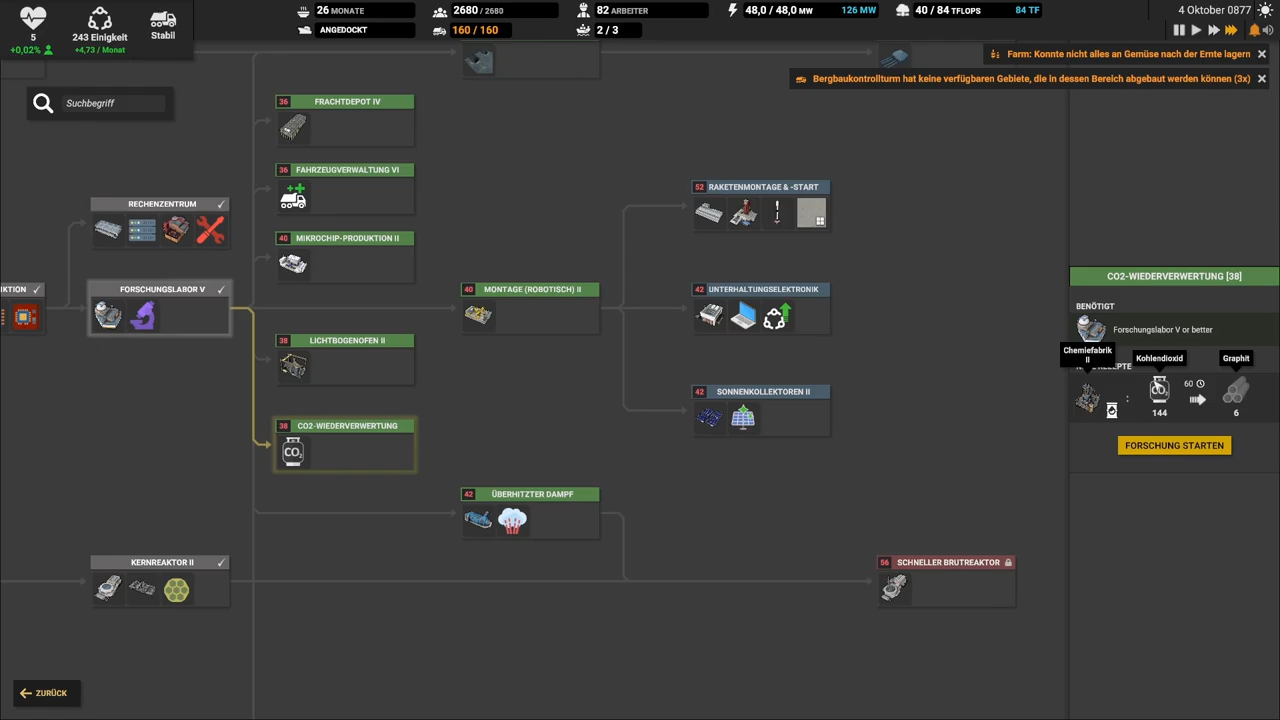 5
+0,02%
243 Einigkeit
+4,73 / Monat
Stabil
26 MONATE
ANGEDOCKT
2680 / 2680
160 / 160
82 ARBEITER
2 / 3
48,0 / 48,0 MW 126 MW
40 / 84 TFLOPS 84 TF
4 Oktober 0877
Farm: Konnte nicht alles an Gemüse nach der Ernte lagern
Bergbaukontrollturm hat keine verfügbaren Gebiete, die in dessen Bereich abgebaut werden können (3x)
Suchbegriff
36 FRACHTDEPOT IV
36 FAHRZEUGVERWALTUNG VI
52 RAKETENMONTAGE & -START
RECHENZENTRUM
40 MIKROCHIP-PRODUKTION II
NKTION
FORSCHUNGSLABOR V
40 MONTAGE (ROBOTISCH) II
42 UNTERHALTUNGSELEKTRONIK
38 LICHTBOGENOFEN II
42 SONNENKOLLEKTOREN II
38 CO2-WIEDERVERWERTUNG
CO₂
42 ÜBERHITZTER DAMPF
KERNREAKTOR II
56 SCHNELLER BRUTREAKTOR
CO2-WIEDERVERWERTUNG [38]
BENÖTIGT
Forschungslabor V or better
Chemiefabrik II
Kohlendioxid
Graphit
:
60
144
6
FORSCHUNG STARTEN
ZURÜCK